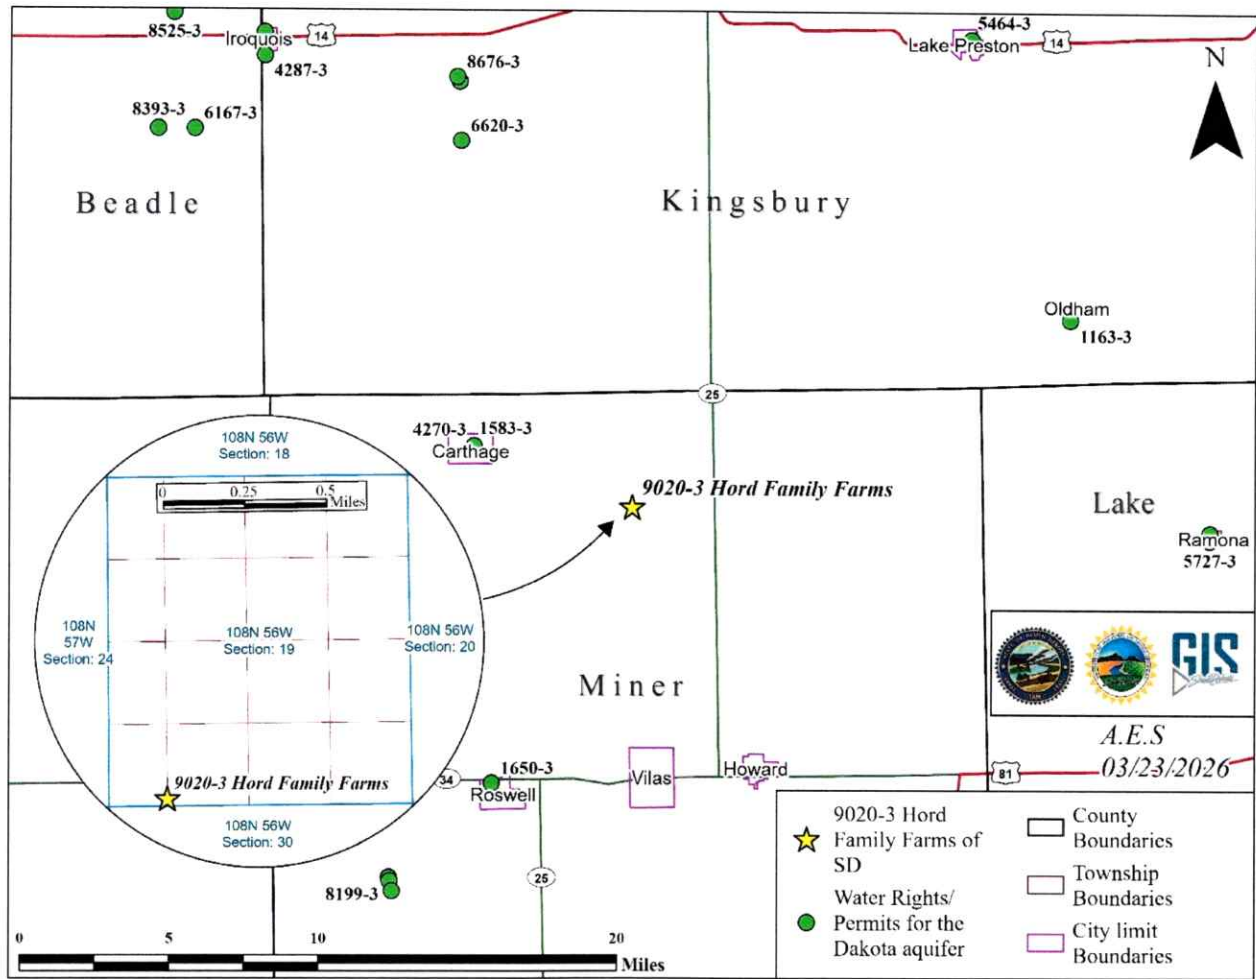 8525-3
Iroquois
14
4287-3
8676-3
5464-3
Lake Preston
14
N
8393-3
6167-3
6620-3
Beadle
Kingsbury
Oldham
1163-3
25
4270-3
1583-3
Carthage
9020-3 Hord Family Farms
Lake
Ramona
5727-3
108N 56W
Section: 18
0
0.25
0.5
Miles
108N
57W
Section: 24
108N 56W
Section: 19
108N 56W
Section: 20
9020-3 Hord Family Farms
108N 56W
Section: 30
Miner
GIS
A.E.S
03/23/2026
34
1650-3
Roswell
Vilas
Howard
81
8199-3
25
0
5
10
20
Miles
9020-3 Hord
Family Farms of
SD
Water Rights/
Permits for the
Dakota aquifer
County
Boundaries
Township
Boundaries
City limit
Boundaries